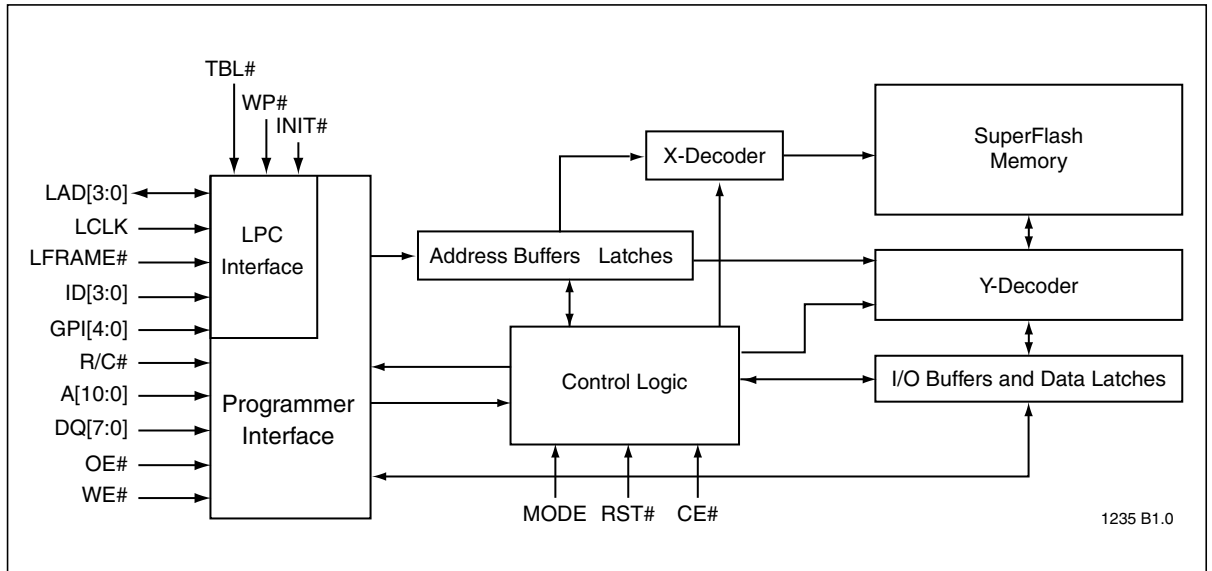 TBL#
WP#
INIT#
LAD[3:0]
LCLK
LFRAME#
ID[3:0]
GPI[4:0]
R/C#
A[10:0]
DQ[7:0]
OE#
WE#
LPC
Interface
Programmer
Interface
Address Buffers Latches
X-Decoder
SuperFlash
Memory
Y-Decoder
Control Logic
I/O Buffers and Data Latches
MODE
RST#
CE#
1235 B1.0